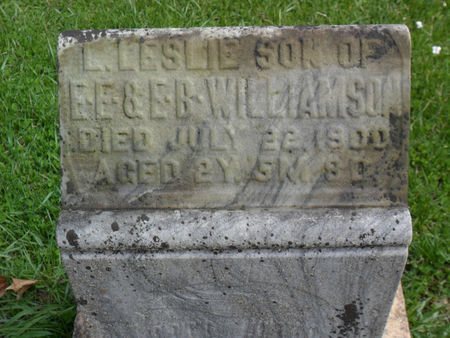 L. LESLIE SON OF
E·E & E·B· WILLIAMSON
DIED JULY 22, 1900
AGED 2Y. 5M. 8D.